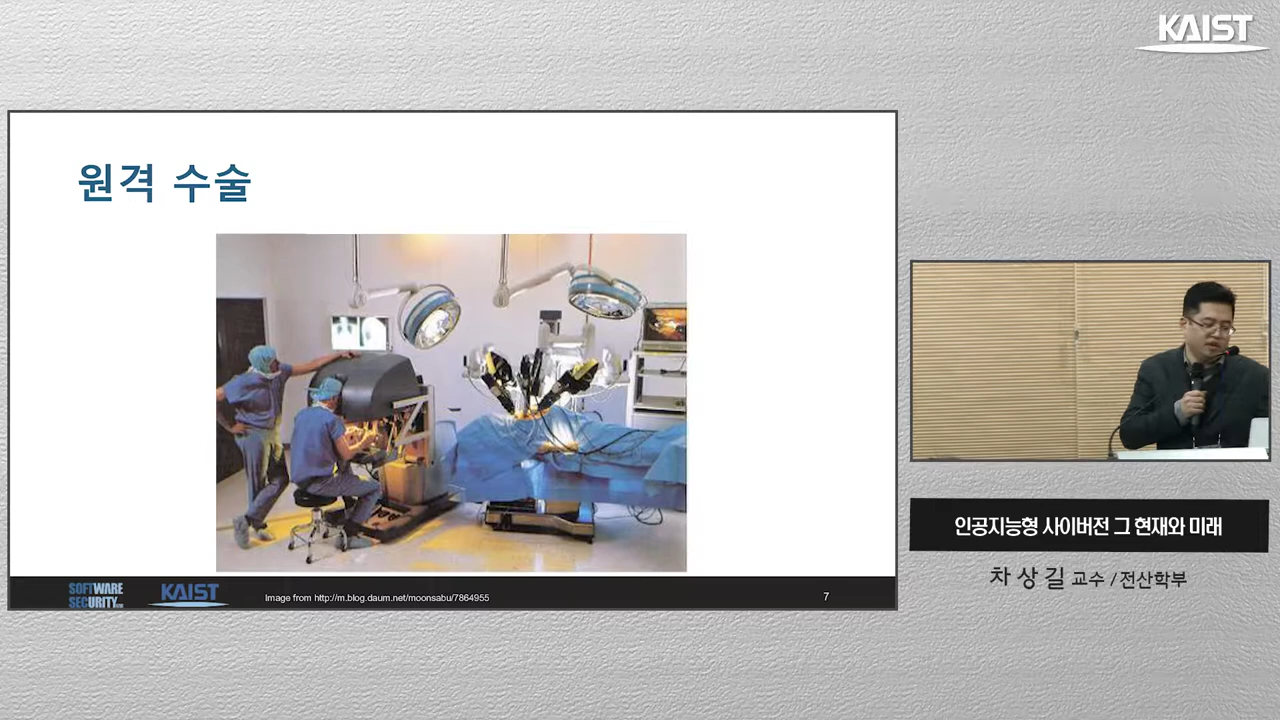 KAIST
원격 수술
SOFTWARE
SECURITY
KAIST
Image from http://m.blog.daum.net/moonsabu/7864955
7
인공지능형 사이버전 그 현재와 미래
차상길 교수 / 전산학부